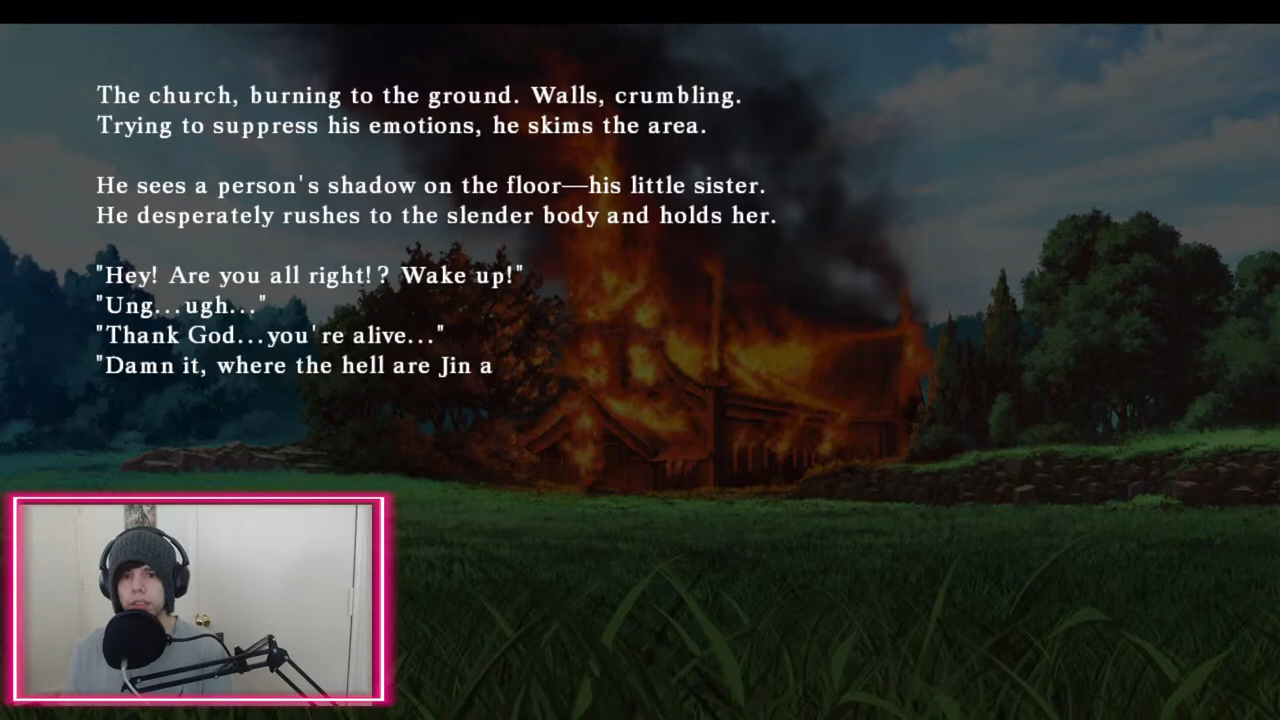 The church, burning to the ground. Walls, crumbling.
Trying to suppress his emotions, he skims the area.
He sees a person's shadow on the floor—his little sister.
He desperately rushes to the slender body and holds her.
"Hey! Are you all right!? Wake up!"
"Ung...ugh..."
"Thank God...you're alive..."
"Damn it, where the hell are Jin a